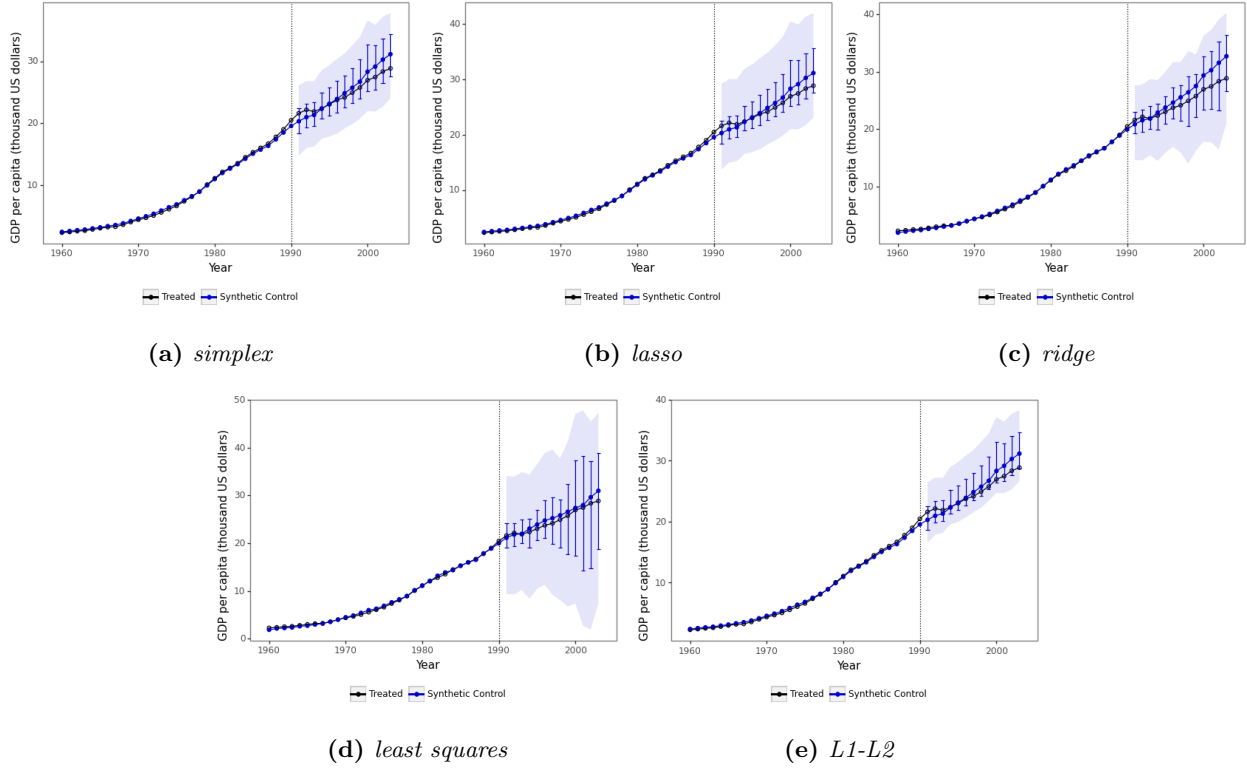 GDP per capita (thousand US dollars)
30
20
10
1960 1970 1980 1990 2000
Year
Treated Synthetic Control
(a) simplex
GDP per capita (thousand US dollars)
40
30
20
10
1960 1970 1980 1990 2000
Year
Treated Synthetic Control
(b) lasso
GDP per capita (thousand US dollars)
40
30
20
10
1960 1970 1980 1990 2000
Year
Treated Synthetic Control
(c) ridge
GDP per capita (thousand US dollars)
50
40
30
20
10
0
1960 1970 1980 1990 2000
Year
Treated Synthetic Control
(d) least squares
GDP per capita (thousand US dollars)
40
30
20
10
1960 1970 1980 1990 2000
Year
Treated Synthetic Control
(e) L1-L2